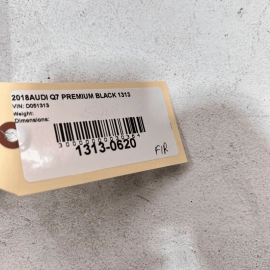 2018AUDI Q7 PREMIUM BLACK 1313
VIN: D051313
Weight:
Dimensions:
1313-0620
F/R